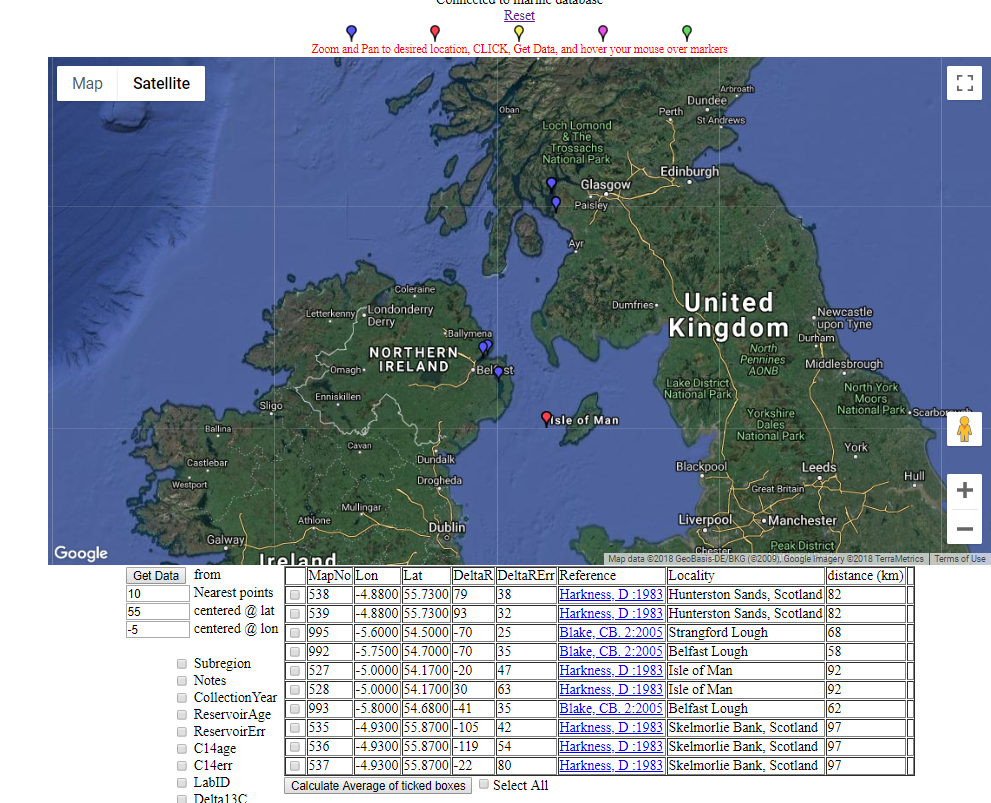 Connected to marine database
Reset
Zoom and Pan to desired location, CLICK, Get Data, and hover your mouse over markers
Map Satellite
Arbroath
Oban
Dundee
Perth
St Andrews
Loch Lomond
& The
Trossachs
National Park
Edinburgh
Glasgow
Paisley
Ayr
Coleraine
Letterkenny
Londonderry
Derry
Dumfries
United
Kingdom
Newcastle
upon Tyne
Ballymena
Durham
NORTHERN
IRELAND
North
Pennines
AONB
Middlesbrough
Omagh
Belfast
Lake District
National Park
North York
Moors
National Park
Enniskillen
Sligo
Isle of Man
Scarborough
Ballina
Yorkshire
Dales
National Park
Cavan
York
Castlebar
Dundalk
Blackpool
Leeds
Westport
Drogheda
Hull
Great Britain
Mullingar
Athlone
Dublin
Liverpool
Manchester
Galway
Chester
Peak District
Ireland
Google
Map data ©2018 GeoBasis-DE/BKG (©2009), Google Imagery ©2018 TerraMetrics Terms of Use
Get Data from
10 Nearest points
55 centered @ lat
-5 centered @ lon
Subregion
Notes
CollectionYear
ReservoirAge
ReservoirErr
C14age
C14err
LabID
Delta13C
MapNo Lon Lat DeltaR DeltaRErr Reference Locality distance (km)
538 -4.8800 55.7300 79 38 Harkness, D :1983 Hunterston Sands, Scotland 82
539 -4.8800 55.7300 93 32 Harkness, D :1983 Hunterston Sands, Scotland 82
995 -5.6000 54.5000 -70 25 Blake, CB. 2:2005 Strangford Lough 68
992 -5.7500 54.7000 -70 35 Blake, CB. 2:2005 Belfast Lough 58
527 -5.0000 54.1700 -20 47 Harkness, D :1983 Isle of Man 92
528 -5.0000 54.1700 30 63 Harkness, D :1983 Isle of Man 92
993 -5.8000 54.6800 -41 35 Blake, CB. 2:2005 Belfast Lough 62
535 -4.9300 55.8700 -105 42 Harkness, D :1983 Skelmorlie Bank, Scotland 97
536 -4.9300 55.8700 -119 54 Harkness, D :1983 Skelmorlie Bank, Scotland 97
537 -4.9300 55.8700 -22 80 Harkness, D :1983 Skelmorlie Bank, Scotland 97
Calculate Average of ticked boxes Select All